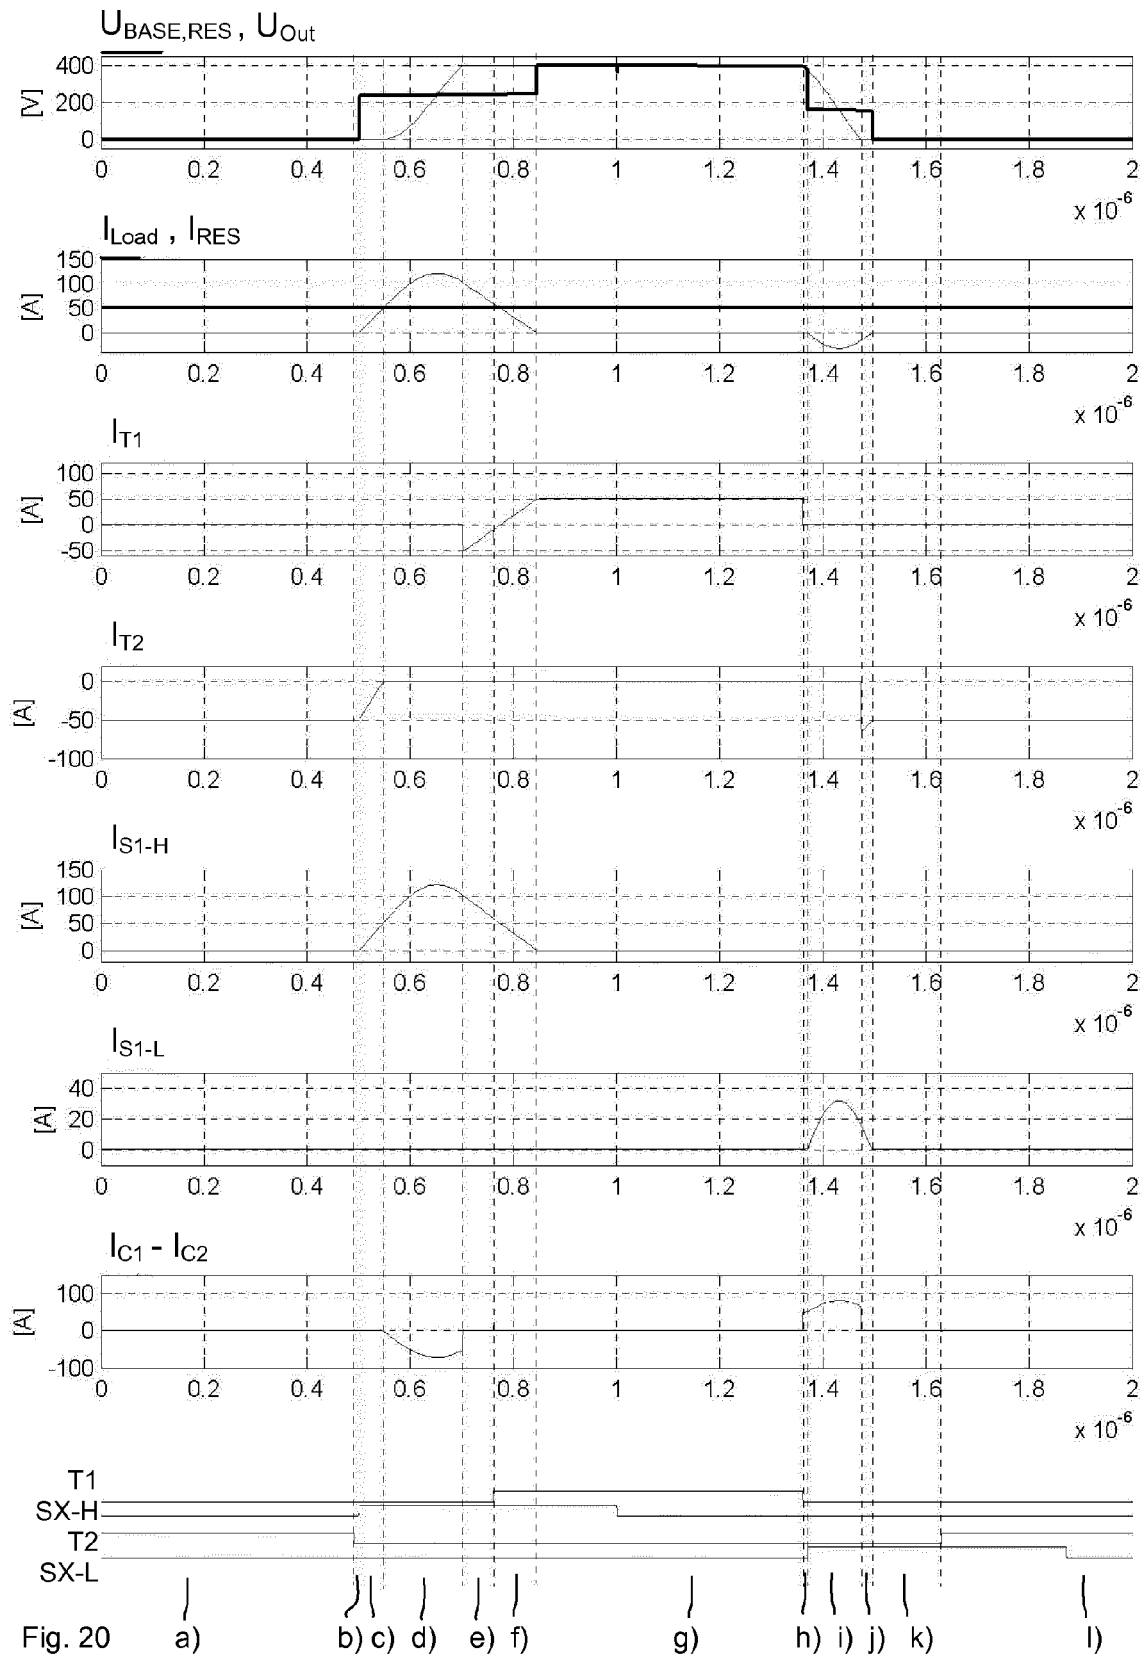 U_BASE,RES , U_Out
[V]
400
200
0
0 0.2 0.4 0.6 0.8 1 1.2 1.4 1.6 1.8 2
x 10^-6
I_Load , I_RES
[A]
150
100
50
0
0 0.2 0.4 0.6 0.8 1 1.2 1.4 1.6 1.8 2
x 10^-6
I_T1
[A]
100
50
0
-50
0 0.2 0.4 0.6 0.8 1 1.2 1.4 1.6 1.8 2
x 10^-6
I_T2
[A]
0
-50
-100
0 0.2 0.4 0.6 0.8 1 1.2 1.4 1.6 1.8 2
x 10^-6
I_S1-H
[A]
150
100
50
0
0 0.2 0.4 0.6 0.8 1 1.2 1.4 1.6 1.8 2
x 10^-6
I_S1-L
[A]
40
20
0
0 0.2 0.4 0.6 0.8 1 1.2 1.4 1.6 1.8 2
x 10^-6
I_C1 - I_C2
[A]
100
0
-100
0 0.2 0.4 0.6 0.8 1 1.2 1.4 1.6 1.8 2
x 10^-6
T1
SX-H
T2
SX-L
Fig. 20 a) b) c) d) e) f) g) h) i) j) k) l)